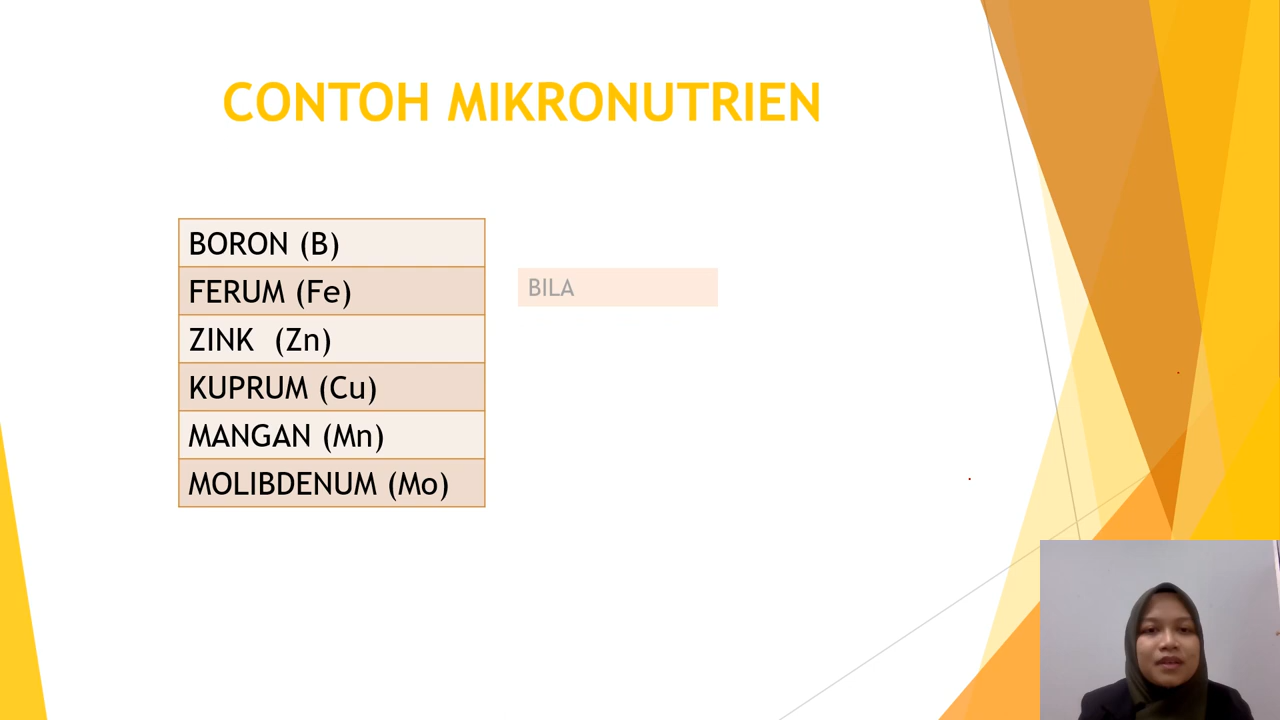 CONTOH MIKRONUTRIEN
BORON (B)
FERUM (Fe)
BILA
ZINK (Zn)
KUPRUM (Cu)
MANGAN (Mn)
MOLIBDENUM (Mo)